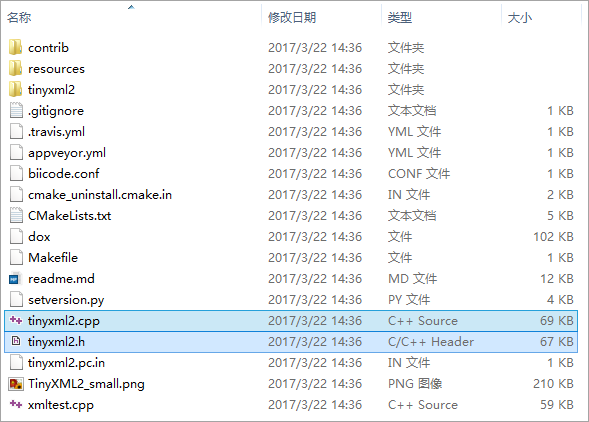 名称 修改日期 类型 大小
contrib 2017/3/22 14:36 文件夹
resources 2017/3/22 14:36 文件夹
tinyxml2 2017/3/22 14:36 文件夹
.gitignore 2017/3/22 14:36 文本文档 1 KB
.travis.yml 2017/3/22 14:36 YML 文件 1 KB
appveyor.yml 2017/3/22 14:36 YML 文件 1 KB
biicode.conf 2017/3/22 14:36 CONF 文件 1 KB
cmake_uninstall.cmake.in 2017/3/22 14:36 IN 文件 2 KB
CMakeLists.txt 2017/3/22 14:36 文本文档 5 KB
dox 2017/3/22 14:36 文件 102 KB
Makefile 2017/3/22 14:36 文件 1 KB
readme.md 2017/3/22 14:36 MD 文件 12 KB
setversion.py 2017/3/22 14:36 PY 文件 4 KB
tinyxml2.cpp 2017/3/22 14:36 C++ Source 69 KB
tinyxml2.h 2017/3/22 14:36 C/C++ Header 67 KB
tinyxml2.pc.in 2017/3/22 14:36 IN 文件 1 KB
TinyXML2_small.png 2017/3/22 14:36 PNG 图像 210 KB
xmltest.cpp 2017/3/22 14:36 C++ Source 59 KB